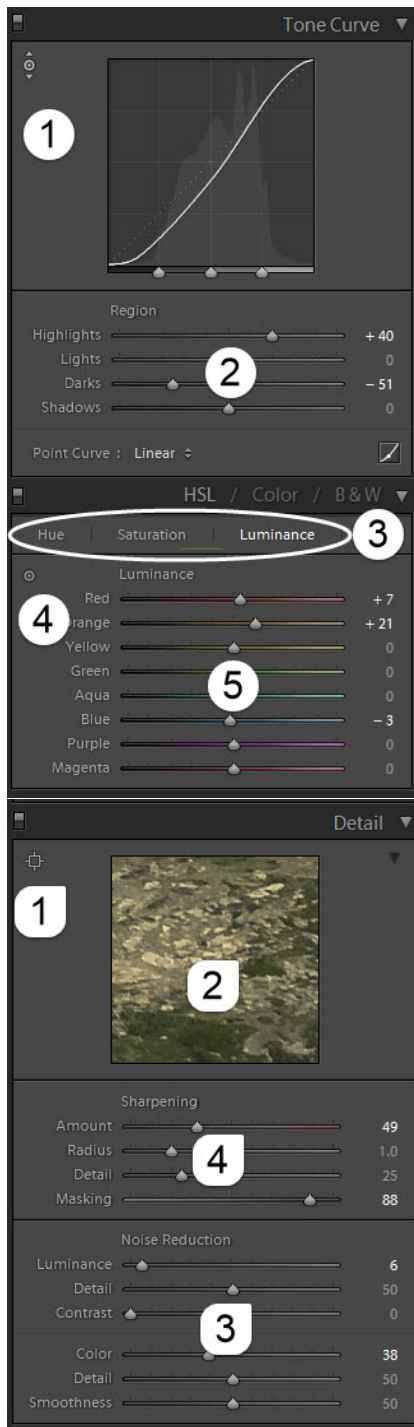 Tone Curve
1
Region
Highlights + 40
Lights 0
2
Darks - 51
Shadows 0
Point Curve : Linear
HSL / Color / B & W
Hue Saturation Luminance 3
Luminance
4
Red + 7
Orange + 21
Yellow 0
Green 0
5
Aqua 0
Blue - 3
Purple 0
Magenta 0
Detail
1
2
Sharpening
Amount 49
Radius 1.0
4
Detail 25
Masking 88
Noise Reduction
Luminance 6
Detail 50
Contrast 0
3
Color 38
Detail 50
Smoothness 50